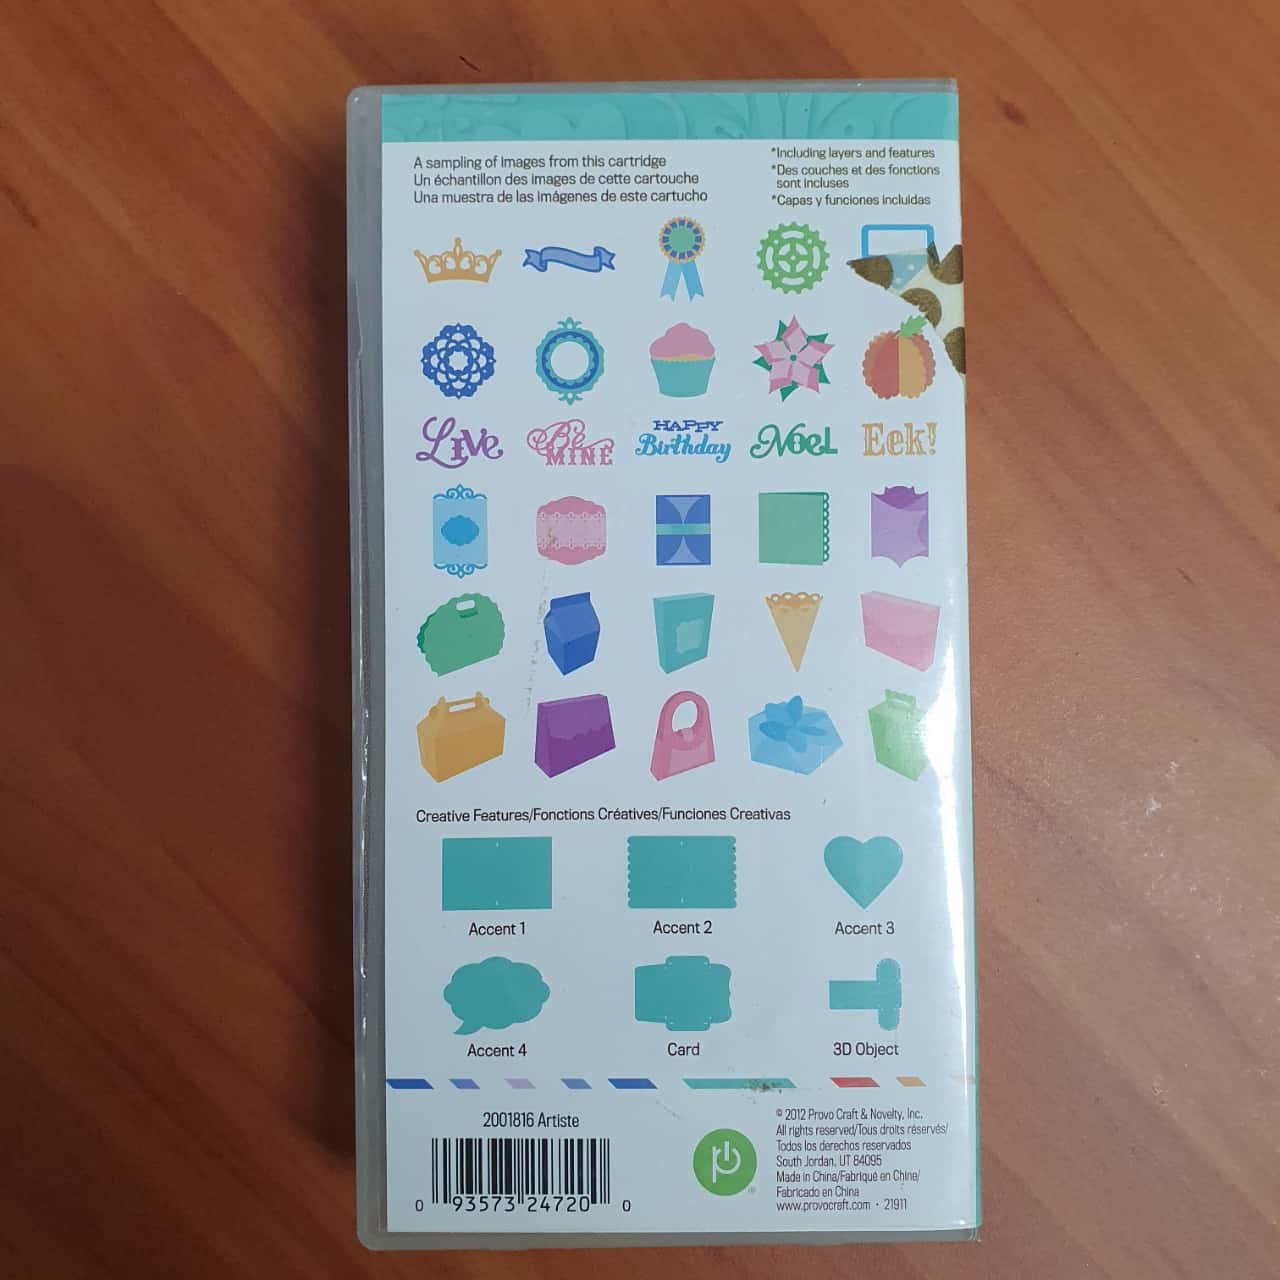 A sampling of images from this cartridge
Un échantillon des images de cette cartouche
Una muestra de las imágenes de este cartucho
*Including layers and features
*Des couches et des fonctions
sont incluses
*Capas y funciones incluidas
Live
Be
MINE
HAPPY
Birthday
Noel
Eek!
Creative Features/Fonctions Créatives/Funciones Creativas
Accent 1
Accent 2
Accent 3
Accent 4
Card
3D Object
2001816 Artiste
0 93573 24720 0
© 2012 Provo Craft & Novelty, Inc.
All rights reserved/Tous droits réservés/
Todos los derechos reservados
South Jordan, UT 84095
Made in China/Fabriqué en China/
Fabricado en China
www.provocraft.com · 21911